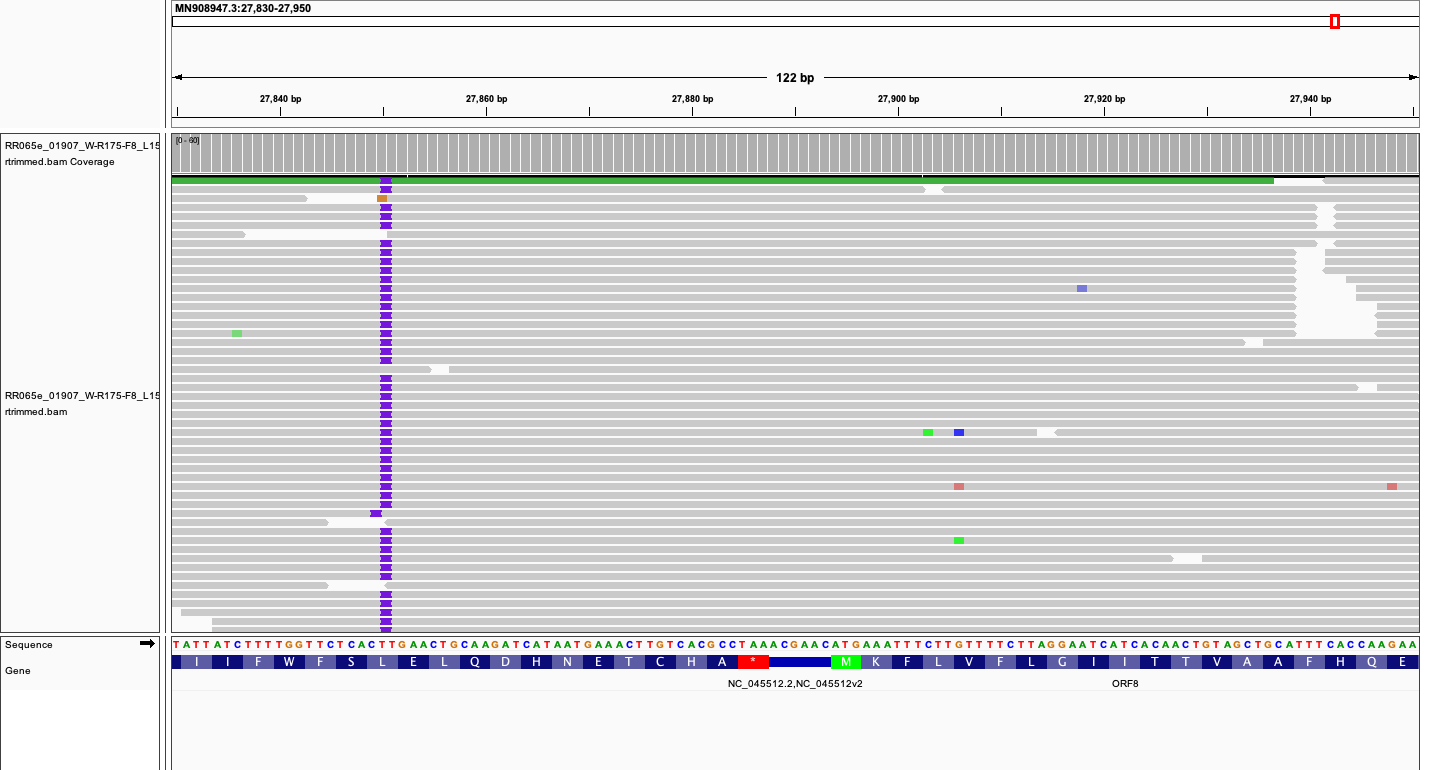 MN908947.3:27,830-27,950
122 bp
27,840 bp 27,860 bp 27,880 bp 27,900 bp 27,920 bp 27,940 bp
RR065e_01907_W-R175-F8_L15
rtrimmed.bam Coverage
[0 - 60]
RR065e_01907_W-R175-F8_L15
rtrimmed.bam
Sequence
TATTATCTTTTGGTTCTCACTTGAACTGCAAGATCATAATGAAACTTGTCACGCCTAAACGAACATGAAATTTCTTGTTTTCTTAGGAATCATCACAACTGTAGCTGCATTTCACCAAGAA
Gene
I I F W F S L E L Q D H N E T C H A * M K F L V F L G I I T T V A A F H Q E
NC_045512.2,NC_045512v2 ORF8